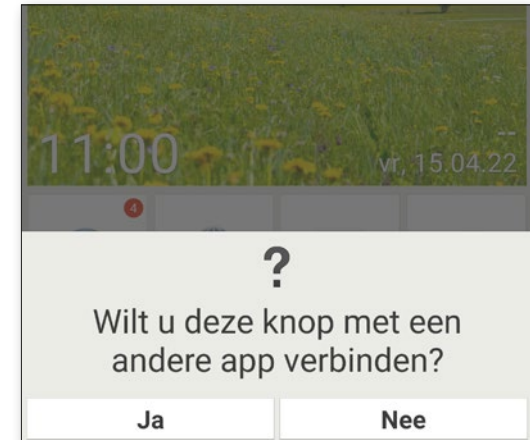 11:00
--
vr, 15.04.22
4
?
Wilt u deze knop met een
andere app verbinden?
Ja
Nee